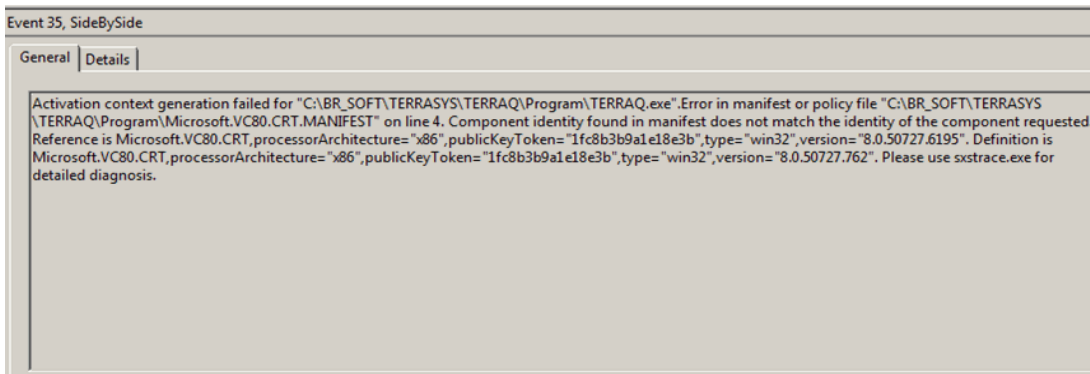 Event 35, SideBySide
General
Details
Activation context generation failed for "C:\BR_SOFT\TERRASYS\TERRAQ\Program\TERRAQ.exe".Error in manifest or policy file "C:\BR_SOFT\TERRASYS
\TERRAQ\Program\Microsoft.VC80.CRT.MANIFEST" on line 4. Component identity found in manifest does not match the identity of the component requested
Reference is Microsoft.VC80.CRT,processorArchitecture="x86",publicKeyToken="1fc8b3b9a1e18e3b",type="win32",version="8.0.50727.6195". Definition is
Microsoft.VC80.CRT,processorArchitecture="x86",publicKeyToken="1fc8b3b9a1e18e3b",type="win32",version="8.0.50727.762". Please use sxstrace.exe for
detailed diagnosis.